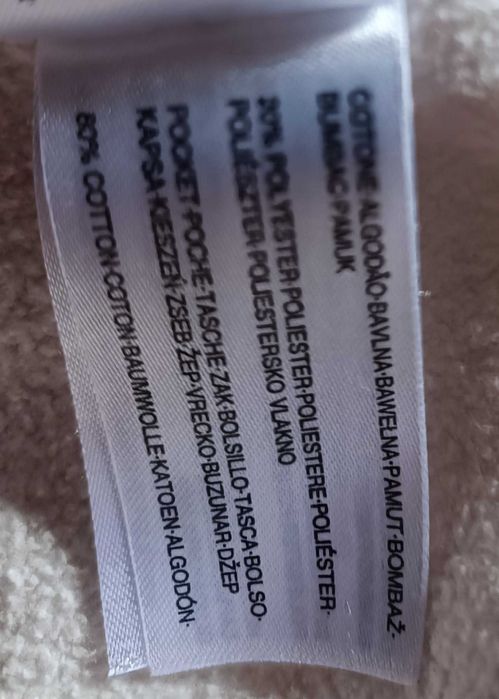 COTONE·ALGODÃO·BAVLNA·BAWEŁNA·PAMUT·BOMBAŽ·
BUMBAC·PAMUK
20% POLYESTER·POLIESTER·POLIESTERE·POLIÉSTER·
POLIÉSZTER·POLIESTERSKO VLAKNO
POCKET·POCHE·TASCHE·ZAK·BOLSILLO·TASCA·BOLSO·
KAPSA·KIESZEŃ·ZSEB·ŽEP·VRECKO·BUZUNAR·DŽEP
80% COTTON·COTON·BAUMWOLLE·KATOEN·ALGODÓN·